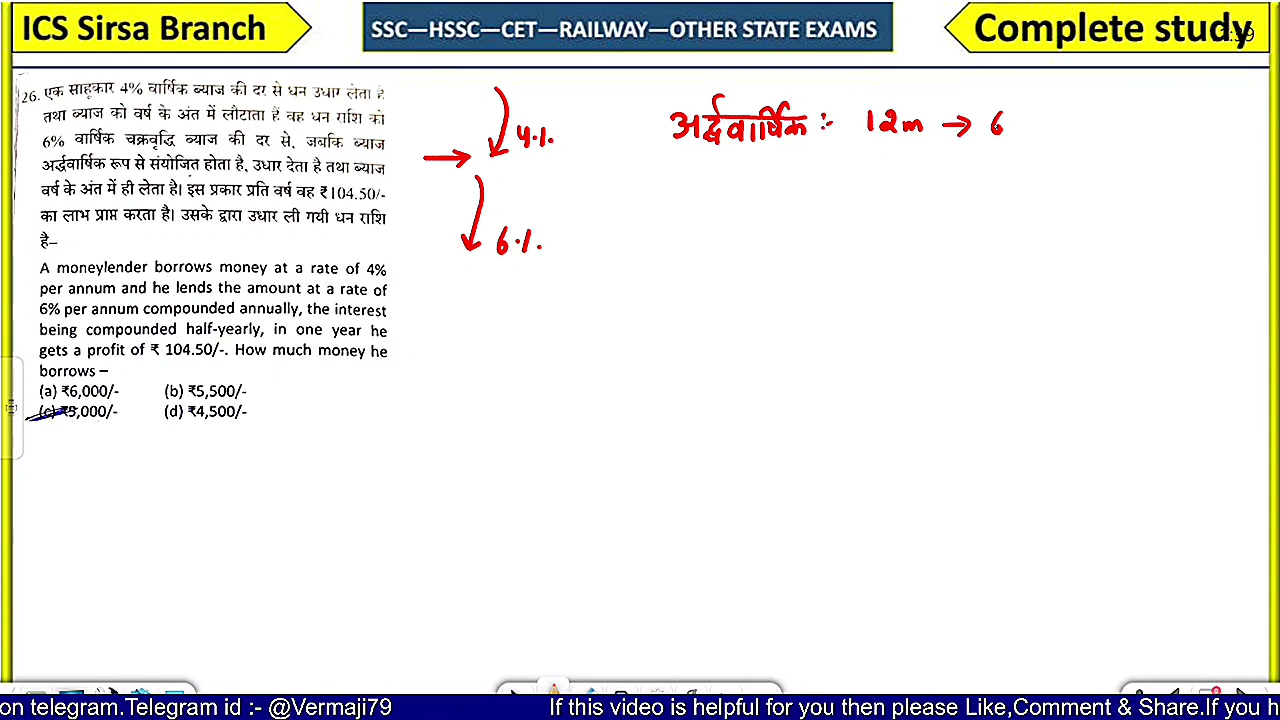 ICS Sirsa Branch
SSC—HSSC—CET—RAILWAY—OTHER STATE EXAMS
Complete study
26. एक साहूकार 4% वार्षिक ब्याज की दर से धन उधार लेता है
तथा ब्याज को वर्ष के अंत में लौटाता है वह धन राशि को
6% वार्षिक चक्रवृद्धि ब्याज की दर से, जबकि ब्याज
अर्द्धवार्षिक रूप से संयोजित होता है, उधार देता है तथा ब्याज
वर्ष के अंत में ही लेता है। इस प्रकार प्रति वर्ष वह ₹104.50/-
का लाभ प्राप्त करता है। उसके द्वारा उधार ली गयी धन राशि
है–
A moneylender borrows money at a rate of 4%
per annum and he lends the amount at a rate of
6% per annum compounded annually, the interest
being compounded half-yearly, in one year he
gets a profit of ₹ 104.50/-. How much money he
borrows –
(a) ₹6,000/- (b) ₹5,500/-
(c) ₹5,000/- (d) ₹4,500/-
4%
6%
अर्द्धवार्षिक :- 12m → 6
on telegram.Telegram id :- @Vermaji79
If this video is helpful for you then please Like,Comment & Share.If you h